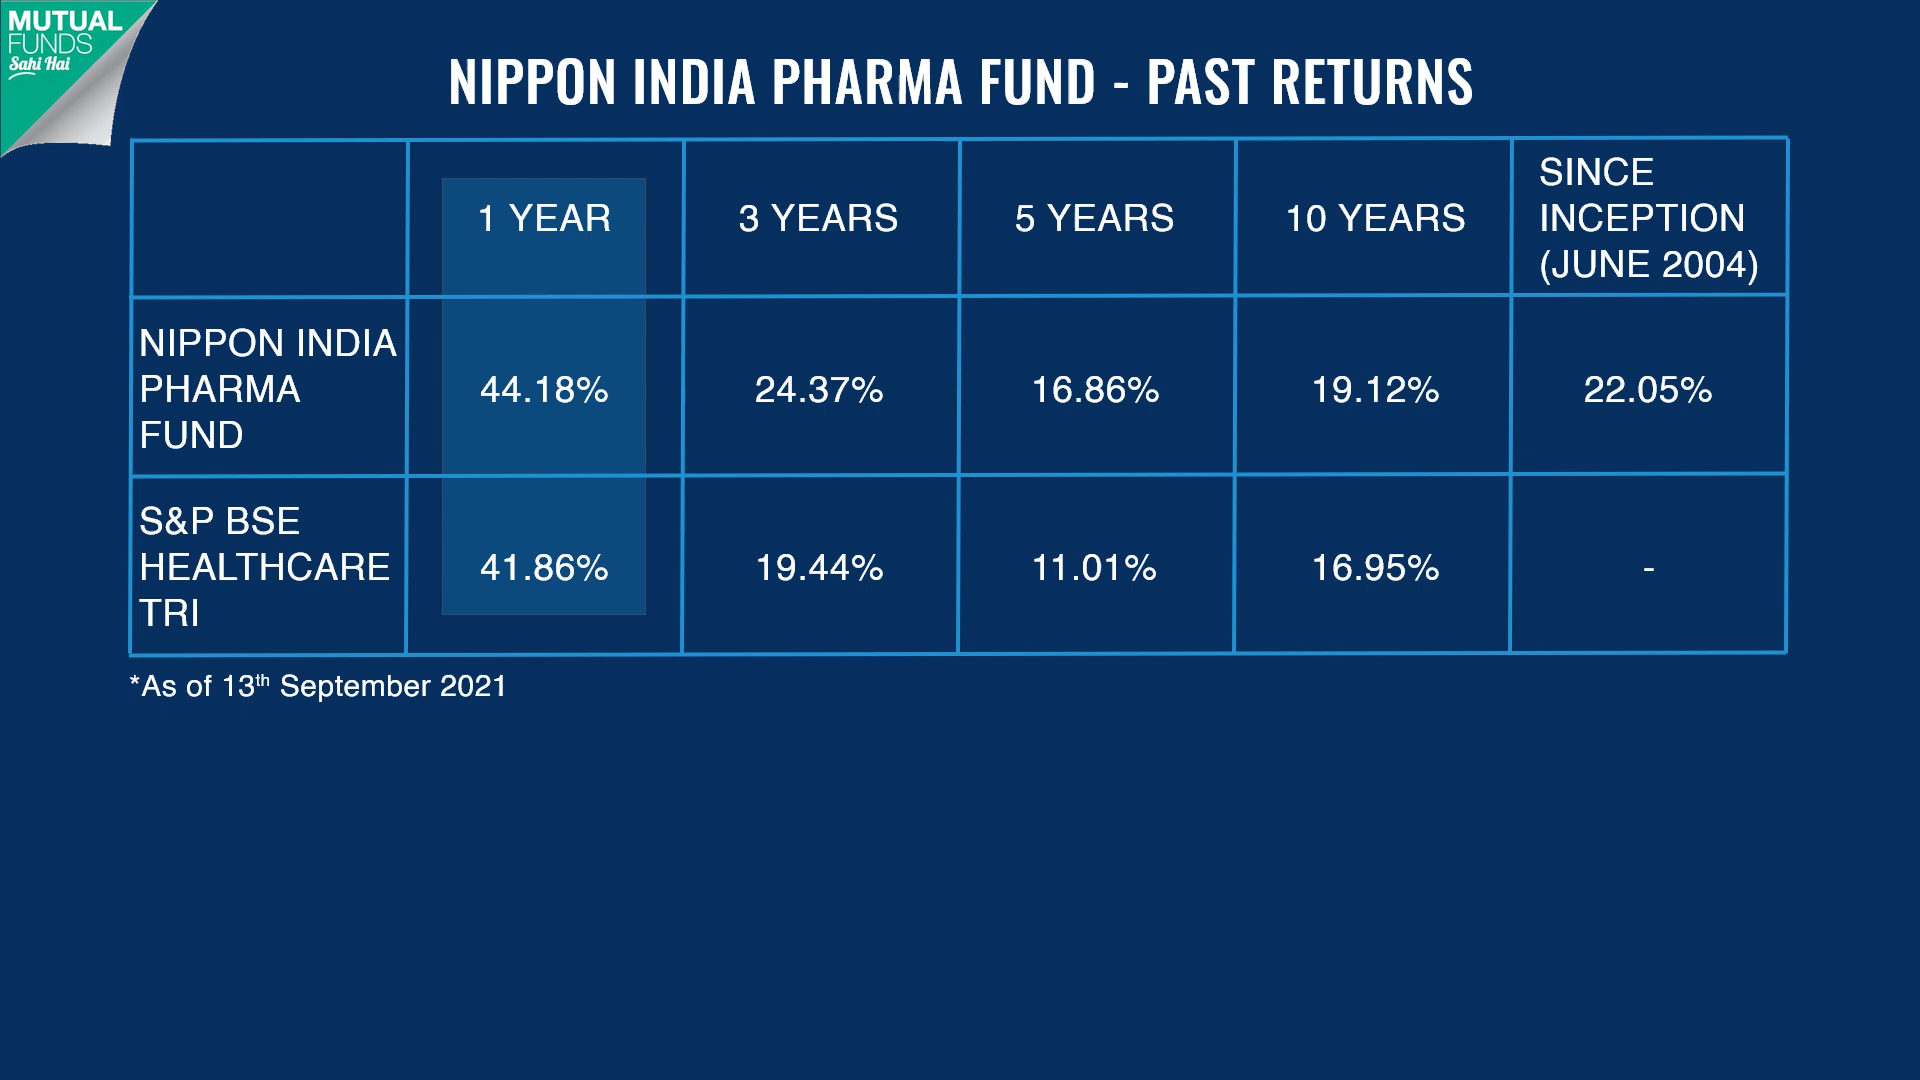 MUTUAL
FUNDS
Sahi Hai
NIPPON INDIA PHARMA FUND - PAST RETURNS
1 YEAR
3 YEARS
5 YEARS
10 YEARS
SINCE
INCEPTION
(JUNE 2004)
NIPPON INDIA
PHARMA
FUND
44.18%
24.37%
16.86%
19.12%
22.05%
S&P BSE
HEALTHCARE
TRI
41.86%
19.44%
11.01%
16.95%
-
*As of 13th September 2021